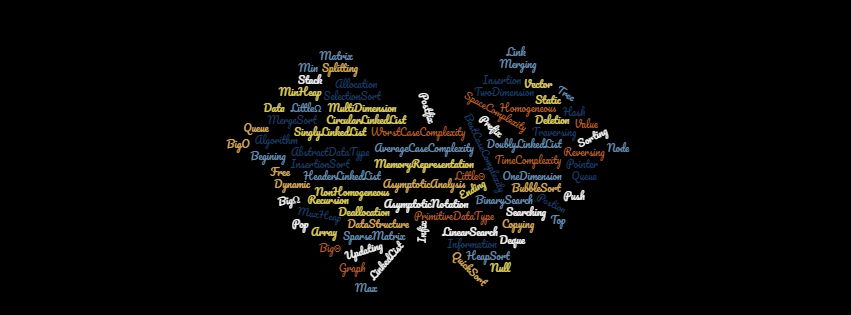 Matrix
Link
Min Splitting
Merging
Stack
Allocation
Insertion
Vector
MinHeap
SelectionSort
TwoDimension
Tree
Postfix
SpaceComplexity
Static
Data
LittleΩ
MultiDimension
Homogeneous
Hash
CircularLinkedList
Prefix
Deletion
Value
MergeSort
BestCaseComplexity
Queue
SinglyLinkedList
WorstCaseComplexity
Traversing
Sorting
BigO
Algorithm
DoublyLinkedList
Node
AbstractDataType
AverageCaseComplexity
Reversing
Begining
InsertionSort
MemoryRepresentation
TimeComplexity
Pointer
Free
HeaderLinkedList
LittleΘ
OneDimension
Queue
Dynamic
AsymptoticAnalysis
Ending
BubbleSort
NonHomogeneous
Push
BigΩ
Recursion
AsymptoticNotation
BinarySearch
Postion
MaxHeap
Deallocation
PrimitiveDataType
Searching
Top
Pop
DataStructure
Copying
Array
SparseMatrix
Infix
LinearSearch
Deque
BigΘ
Updating
Information
LinkedList
HeapSort
Graph
QuickSort
Null
Max